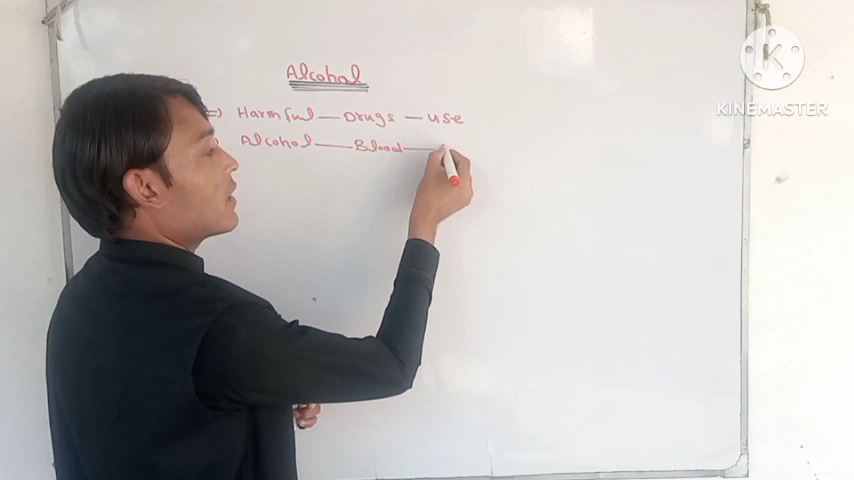 Alcohol
=) Harmful — Drugs — use
Alcohol — Blood —
KINEMASTER